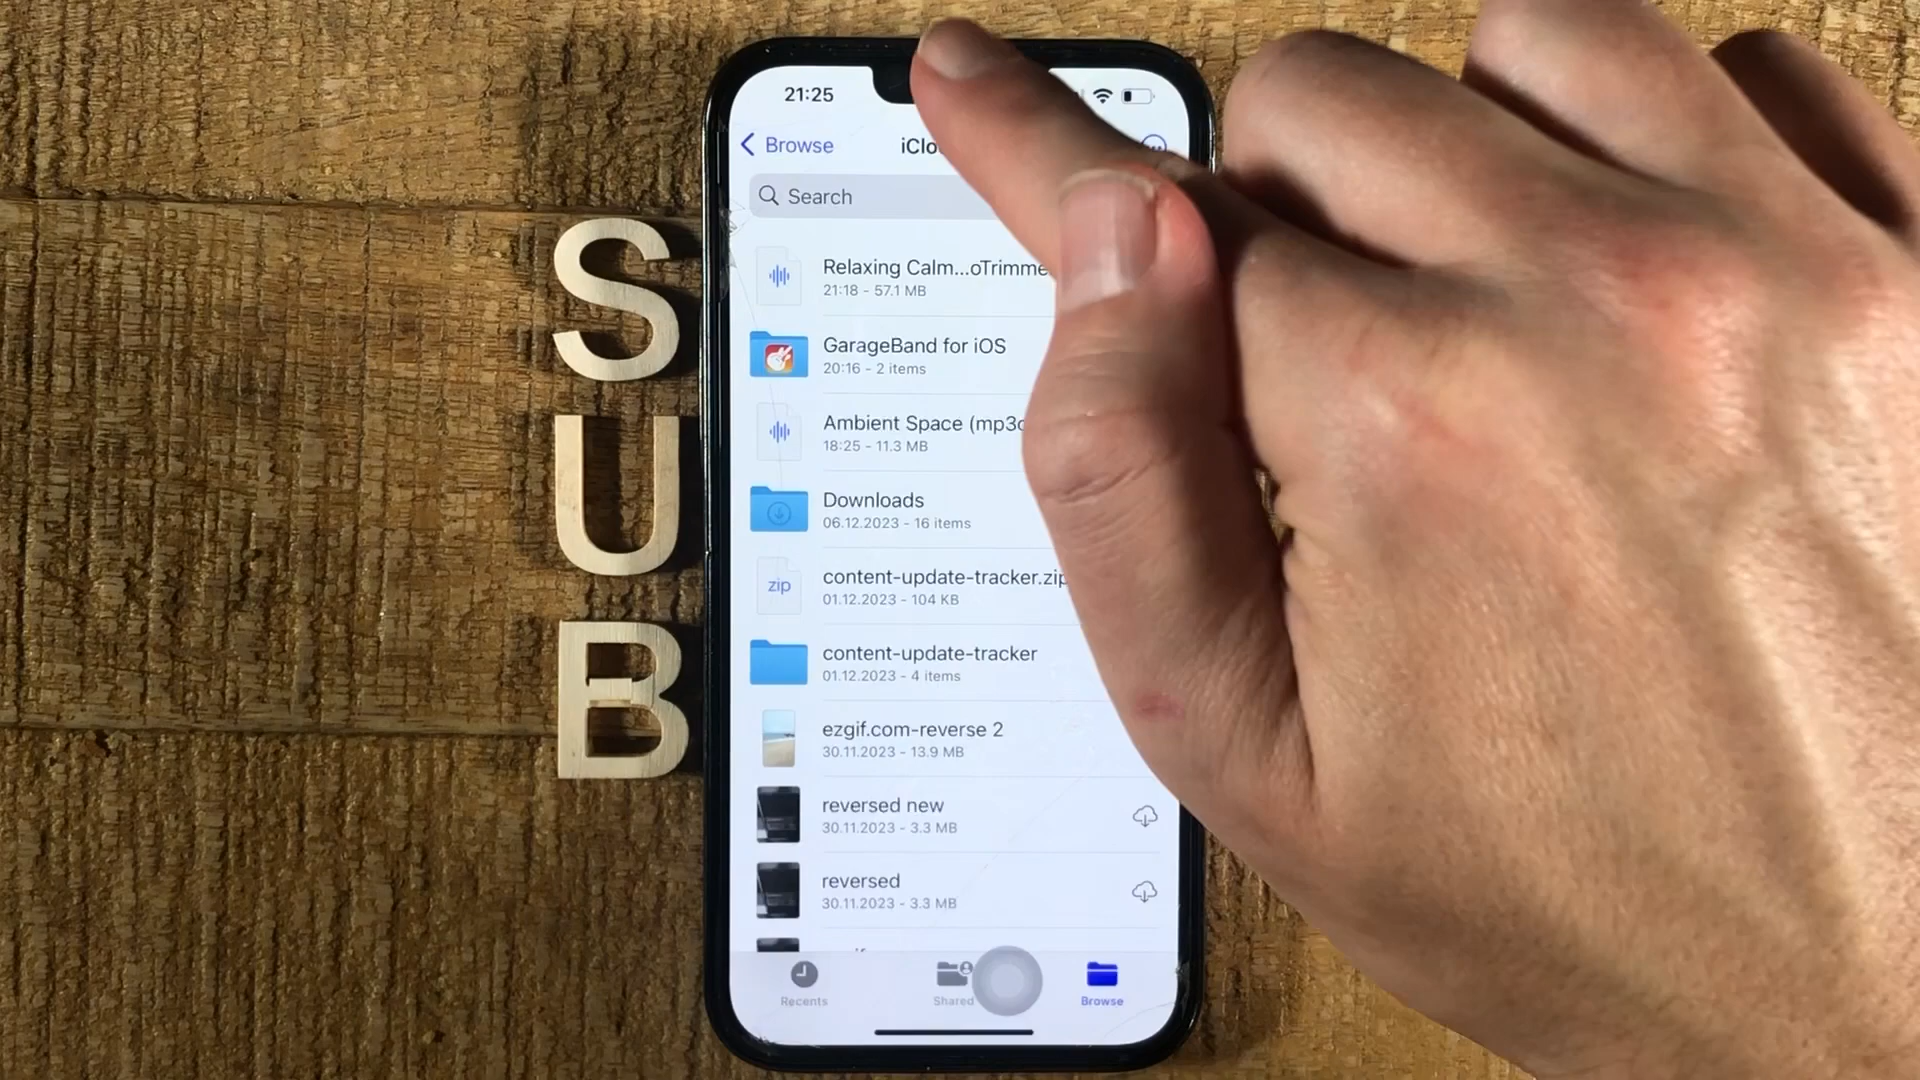 SUB
21:25
Browse
iClo
Search
Relaxing Calm...oTrimme
21:18 - 57.1 MB
GarageBand for iOS
20:16 - 2 items
Ambient Space (mp3c
18:25 - 11.3 MB
Downloads
06.12.2023 - 16 items
zip
content-update-tracker.zip
01.12.2023 - 104 KB
content-update-tracker
01.12.2023 - 4 items
ezgif.com-reverse 2
30.11.2023 - 13.9 MB
reversed new
30.11.2023 - 3.3 MB
reversed
30.11.2023 - 3.3 MB
Recents
Shared
Browse